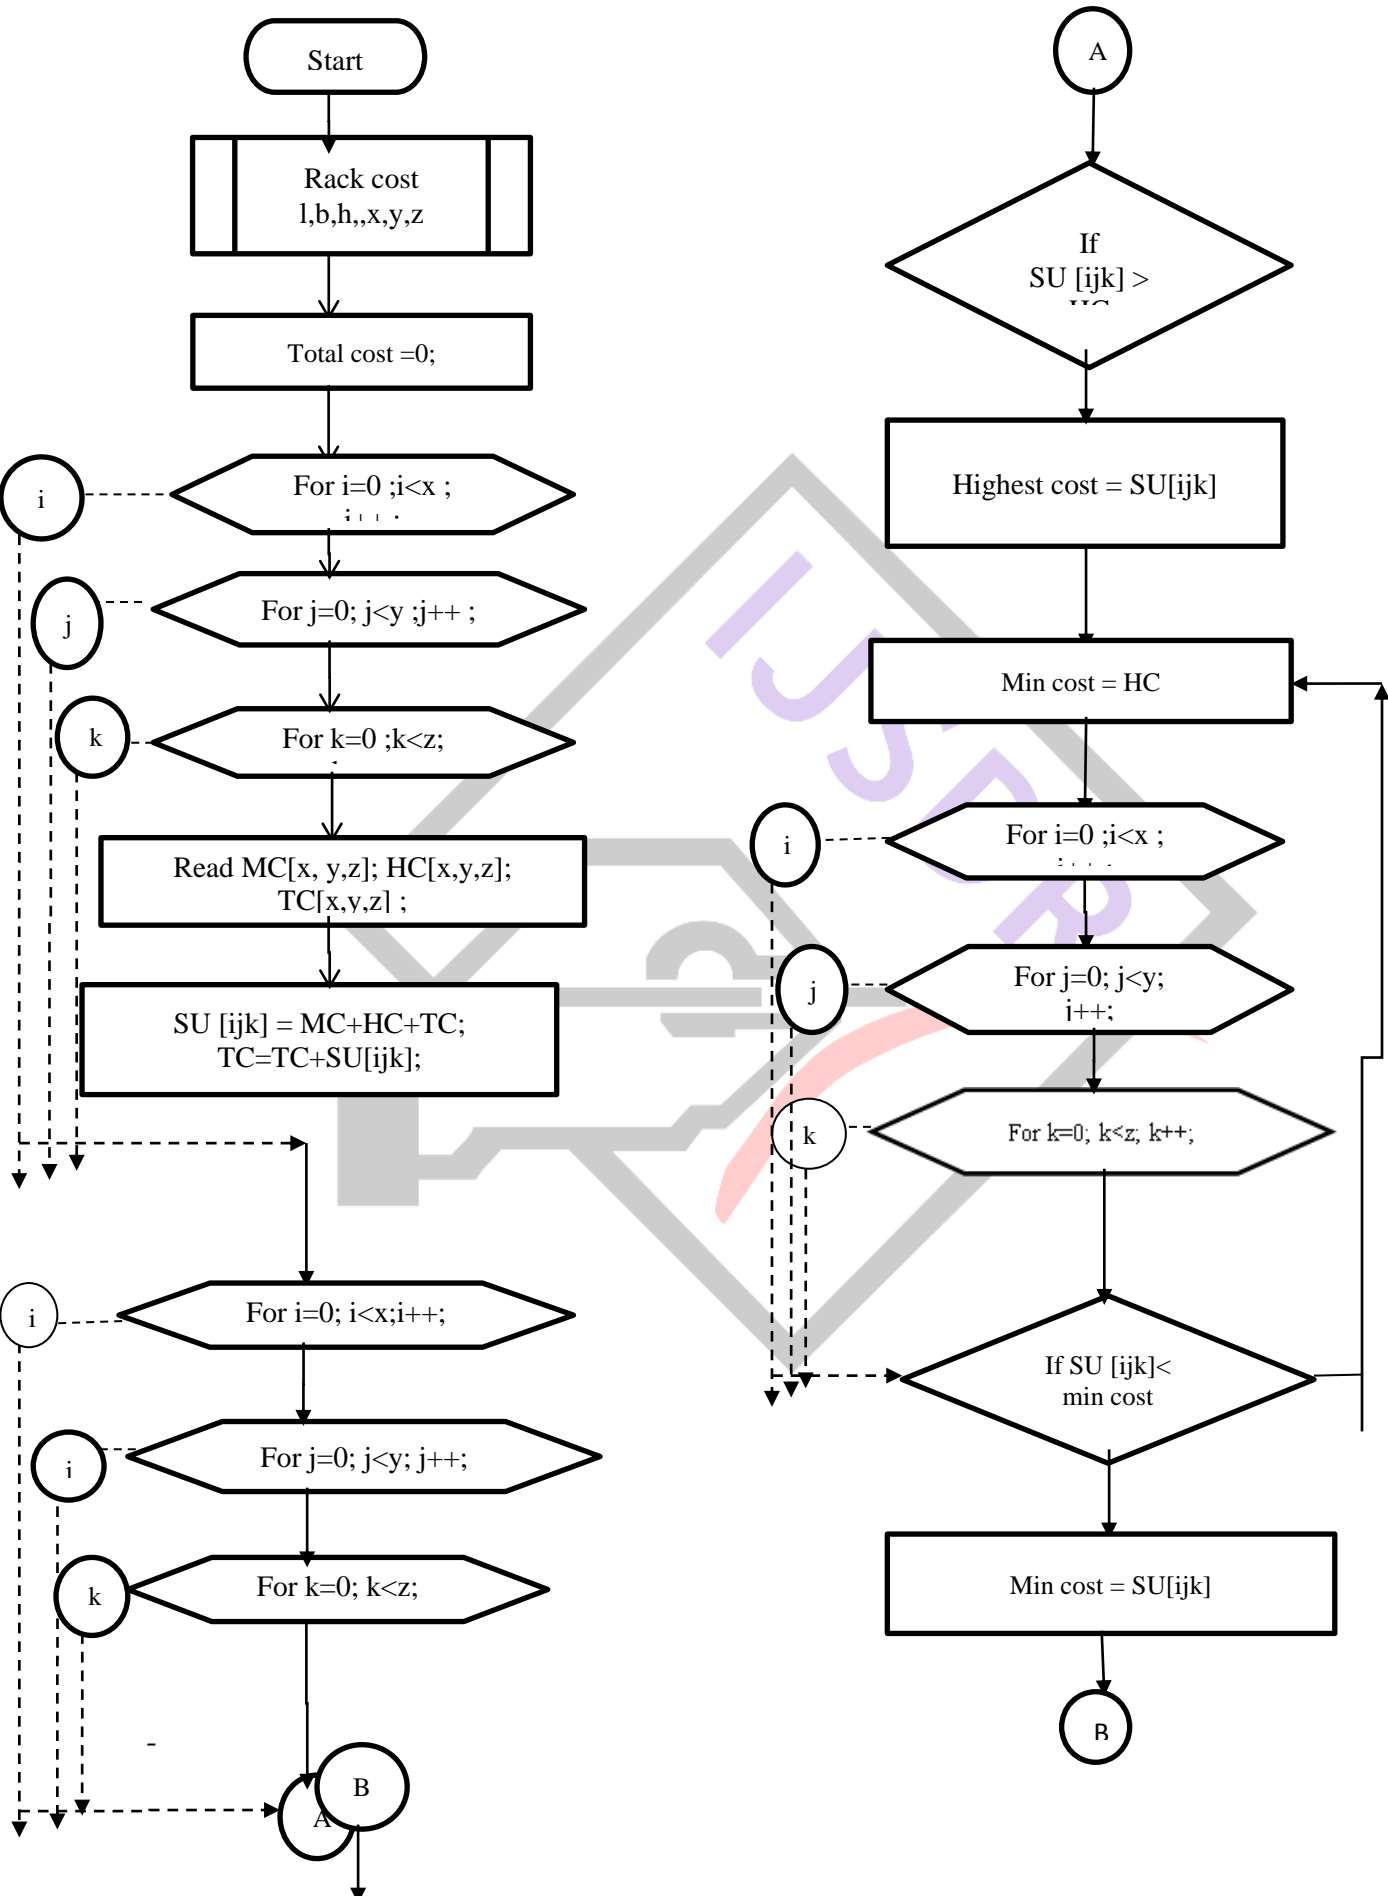 Start
Rack cost
l,b,h,,x,y,z
Total cost =0;
i
For i=0 ;i<x ;
i++ ;
j
For j=0; j<y ;j++ ;
k
For k=0 ;k<z;
Read MC[x, y,z]; HC[x,y,z];
TC[x,y,z] ;
SU [ijk] = MC+HC+TC;
TC=TC+SU[ijk];
i
For i=0; i<x;i++;
j
For j=0; j<y; j++;
k
For k=0; k<z;
B
A
A
If
SU [ijk] >
HC
Highest cost = SU[ijk]
Min cost = HC
i
For i=0 ;i<x ;
i++ ;
j
For j=0; j<y;
j++;
k
For k=0; k<z; k++;
If SU [ijk]<
min cost
Min cost = SU[ijk]
B
IJSDR